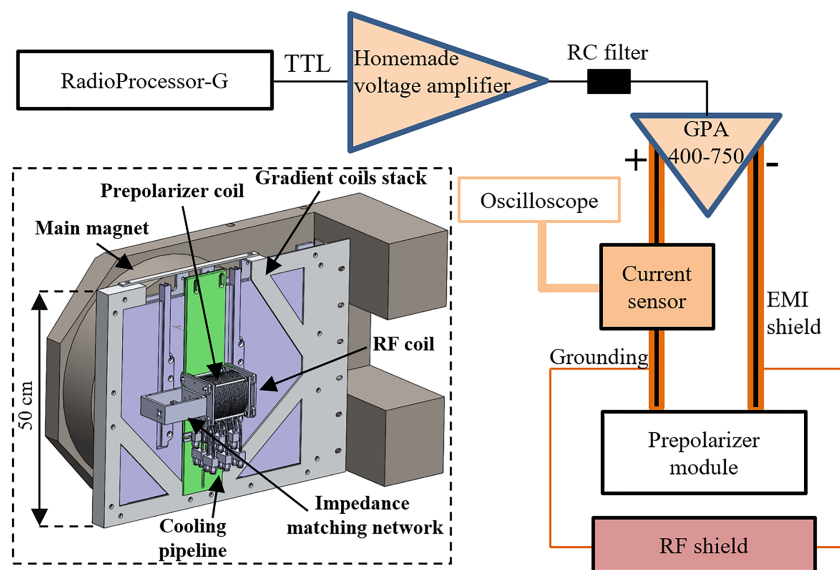 RadioProcessor-G
TTL
Homemade
voltage amplifier
RC filter
GPA
400-750
+
-
Oscilloscope
Current
sensor
EMI
shield
Grounding
Prepolarizer
module
RF shield
Prepolarizer coil
Gradient coils stack
Main magnet
RF coil
50 cm
Impedance
matching network
Cooling
pipeline